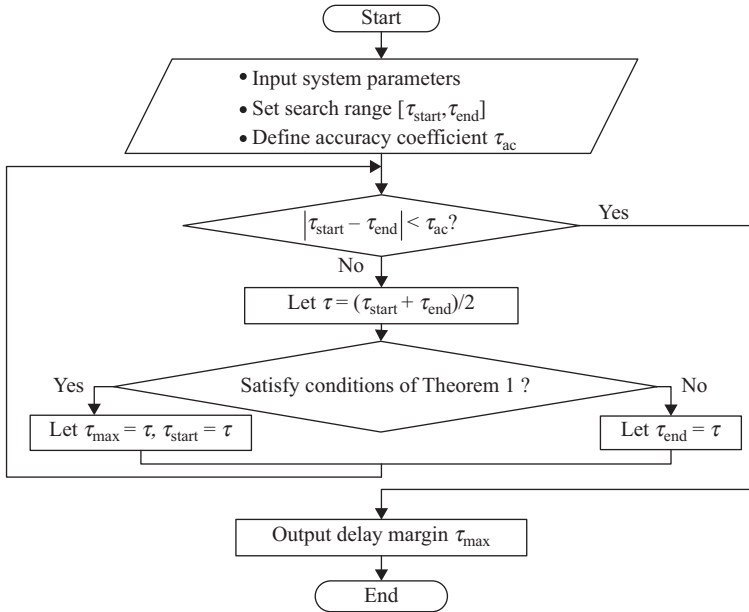 Start
• Input system parameters
• Set search range [τstart,τend]
• Define accuracy coefficient τac
|τstart – τend| < τac?
Yes
No
Let τ = (τstart + τend)/2
Satisfy conditions of Theorem 1 ?
Yes
No
Let τmax = τ, τstart = τ
Let τend = τ
Output delay margin τmax
End